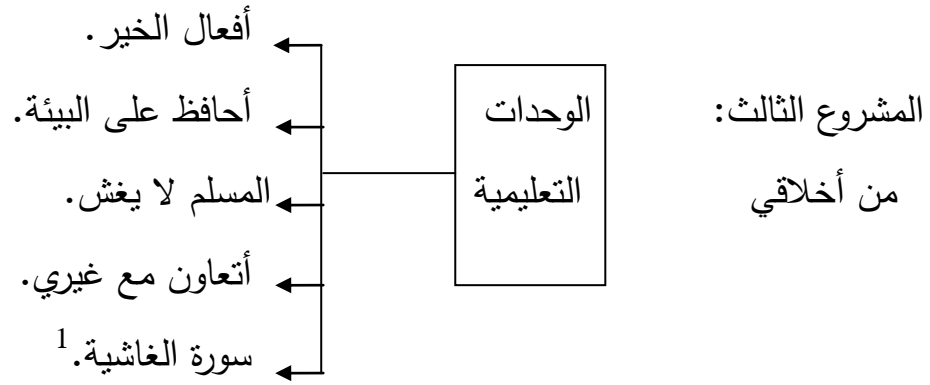 المشروع الثالث:
من أخلاقي
الوحدات
التعليمية
أفعال الخير.
أحافظ على البيئة.
المسلم لا يغش.
أتعاون مع غيري.
سورة الغاشية.1